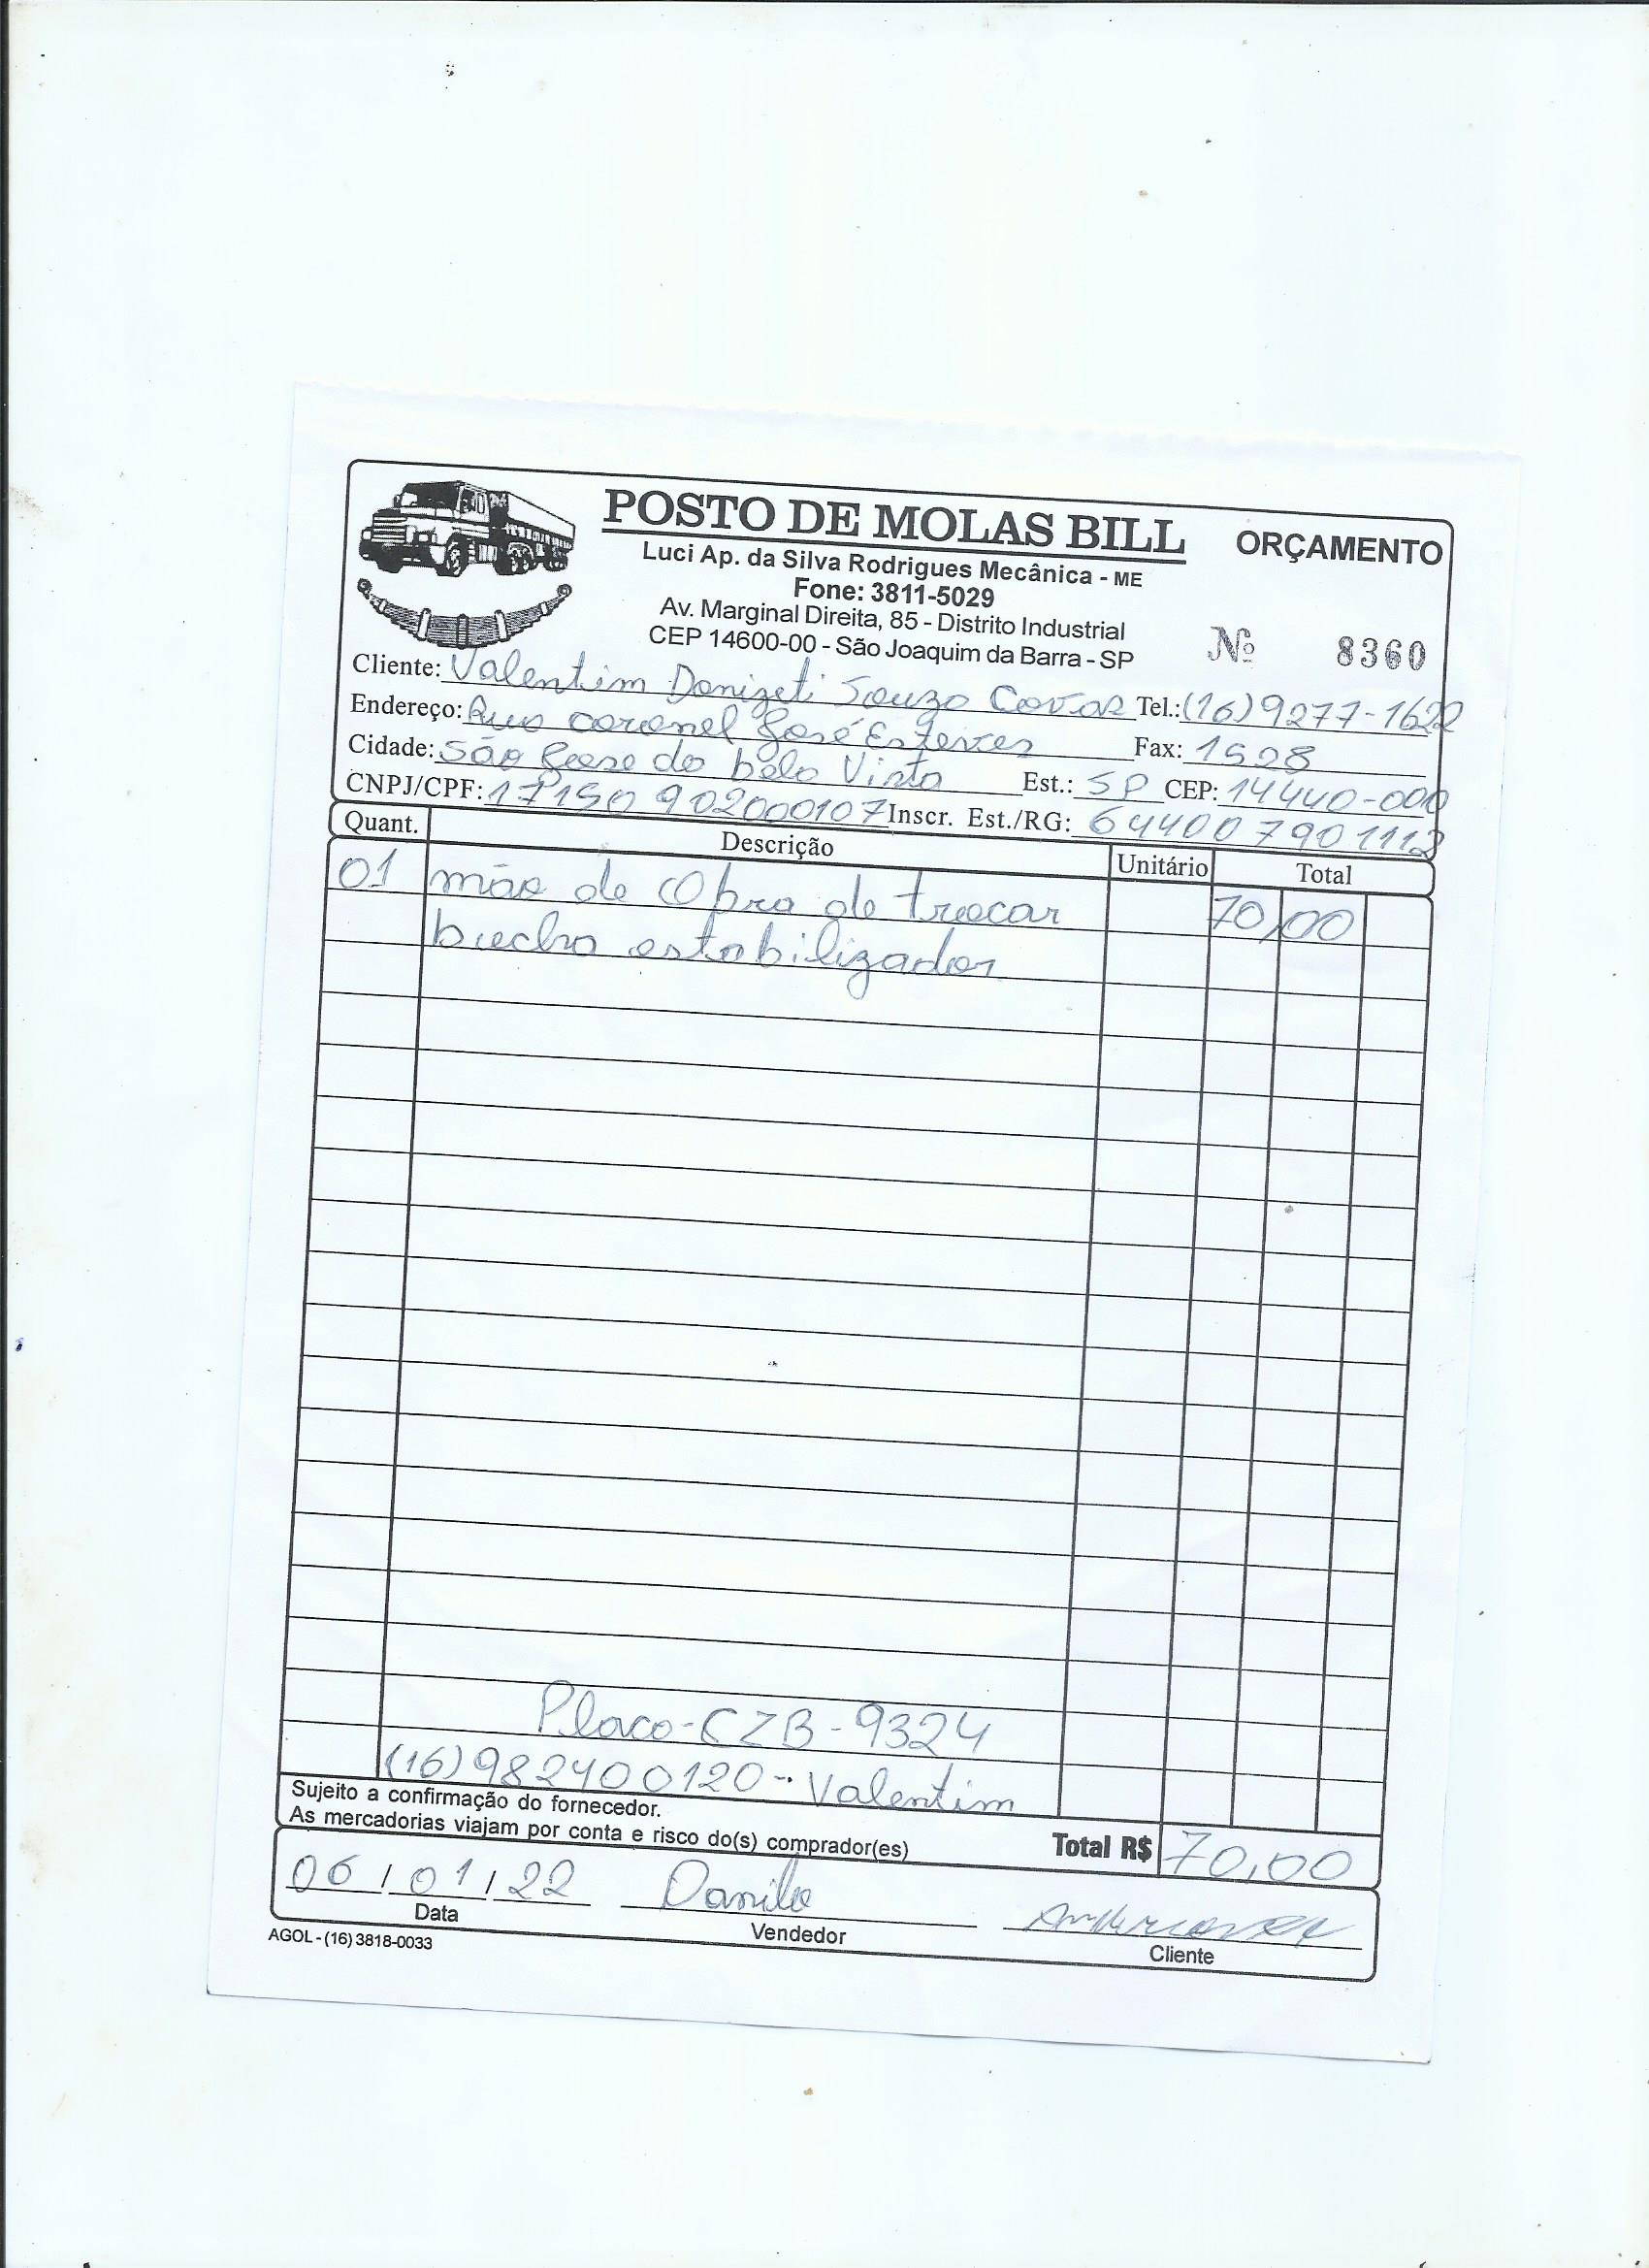 POSTO DE MOLAS BILL
ORÇAMENTO
Luci Ap. da Silva Rodrigues Mecânica - ME
Fone: 3811-5029
Av. Marginal Direita, 85 - Distrito Industrial
CEP 14600-00 - São Joaquim da Barra - SP
Nº 8360
Cliente: Valentim Donizeti Souza Covas Tel.: (16) 9277-1622
Endereço: Rua coronel José Esteves Fax: 1528
Cidade: São José da bela Vista Est.: SP CEP: 14440-000
CNPJ/CPF: 17150902000107 Inscr. Est./RG: 644007901112
Quant. Descrição Unitário Total
01 mão de Obra de trocar 70,00
bucha estabilizador
Placa-CZB-9324
(16)982400120-- Valentim
Sujeito a confirmação do fornecedor.
As mercadorias viajam por conta e risco do(s) comprador(es)
Total R$ 70,00
06/01/22 Danilo
Data Vendedor Cliente
AGOL - (16) 3818-0033